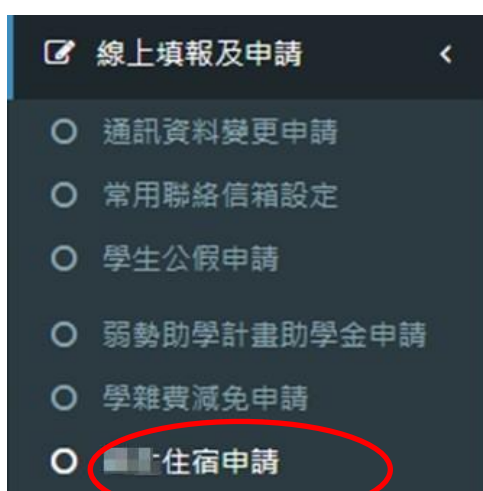 線上填報及申請
通訊資料變更申請
常用聯絡信箱設定
學生公假申請
弱勢助學計畫助學金申請
學雜費減免申請
住宿申請